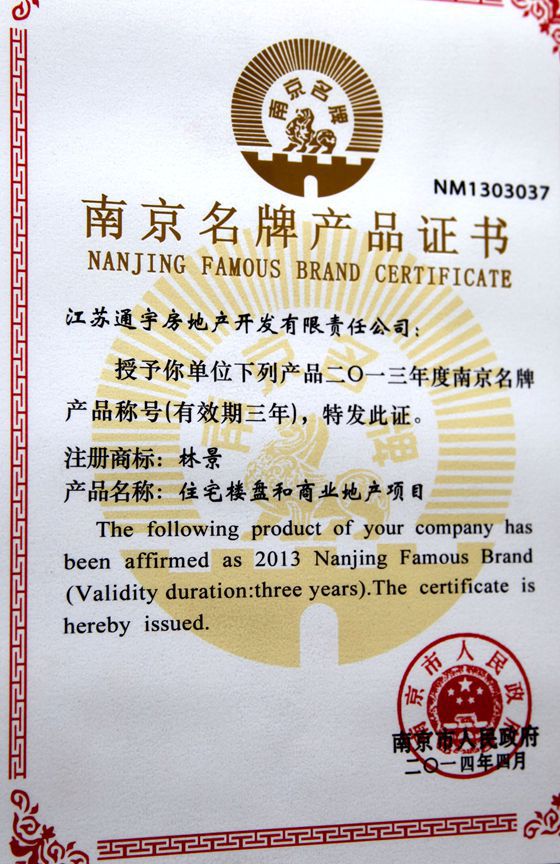 南京名牌
NM1303037
南京名牌产品证书
NANJING FAMOUS BRAND CERTIFICATE
江苏通宇房地产开发有限责任公司：
授予你单位下列产品二〇一三年度南京名牌
产品称号(有效期三年)，特发此证。
注册商标：林景
产品名称：住宅楼盘和商业地产项目
The following product of your company has
been affirmed as 2013 Nanjing Famous Brand
(Validity duration:three years).The certificate is
hereby issued.
南京市人民政府
南京市人民政府
二〇一四年四月